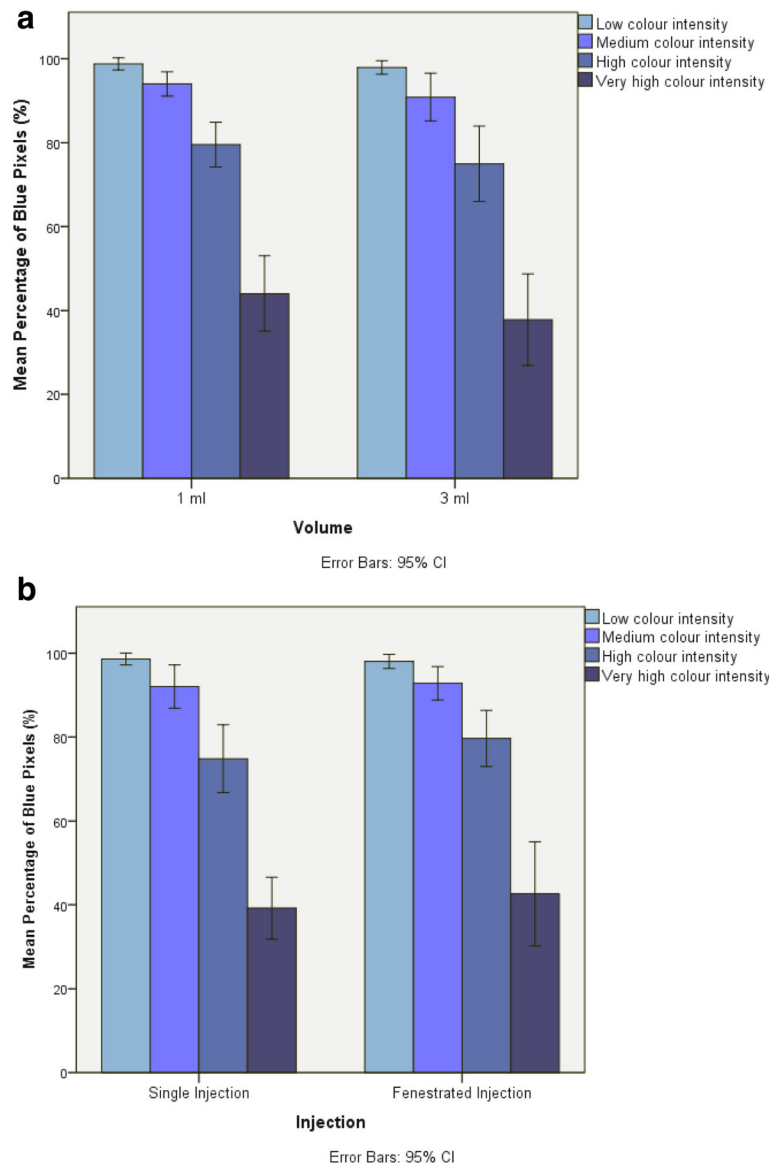 a
Low colour intensity
Medium colour intensity
High colour intensity
Very high colour intensity
Mean Percentage of Blue Pixels (%)
100
80
60
40
20
0
1 ml
3 ml
Volume
Error Bars: 95% CI
b
Low colour intensity
Medium colour intensity
High colour intensity
Very high colour intensity
Mean Percentage of Blue Pixels (%)
100
80
60
40
20
0
Single Injection
Fenestrated Injection
Injection
Error Bars: 95% CI